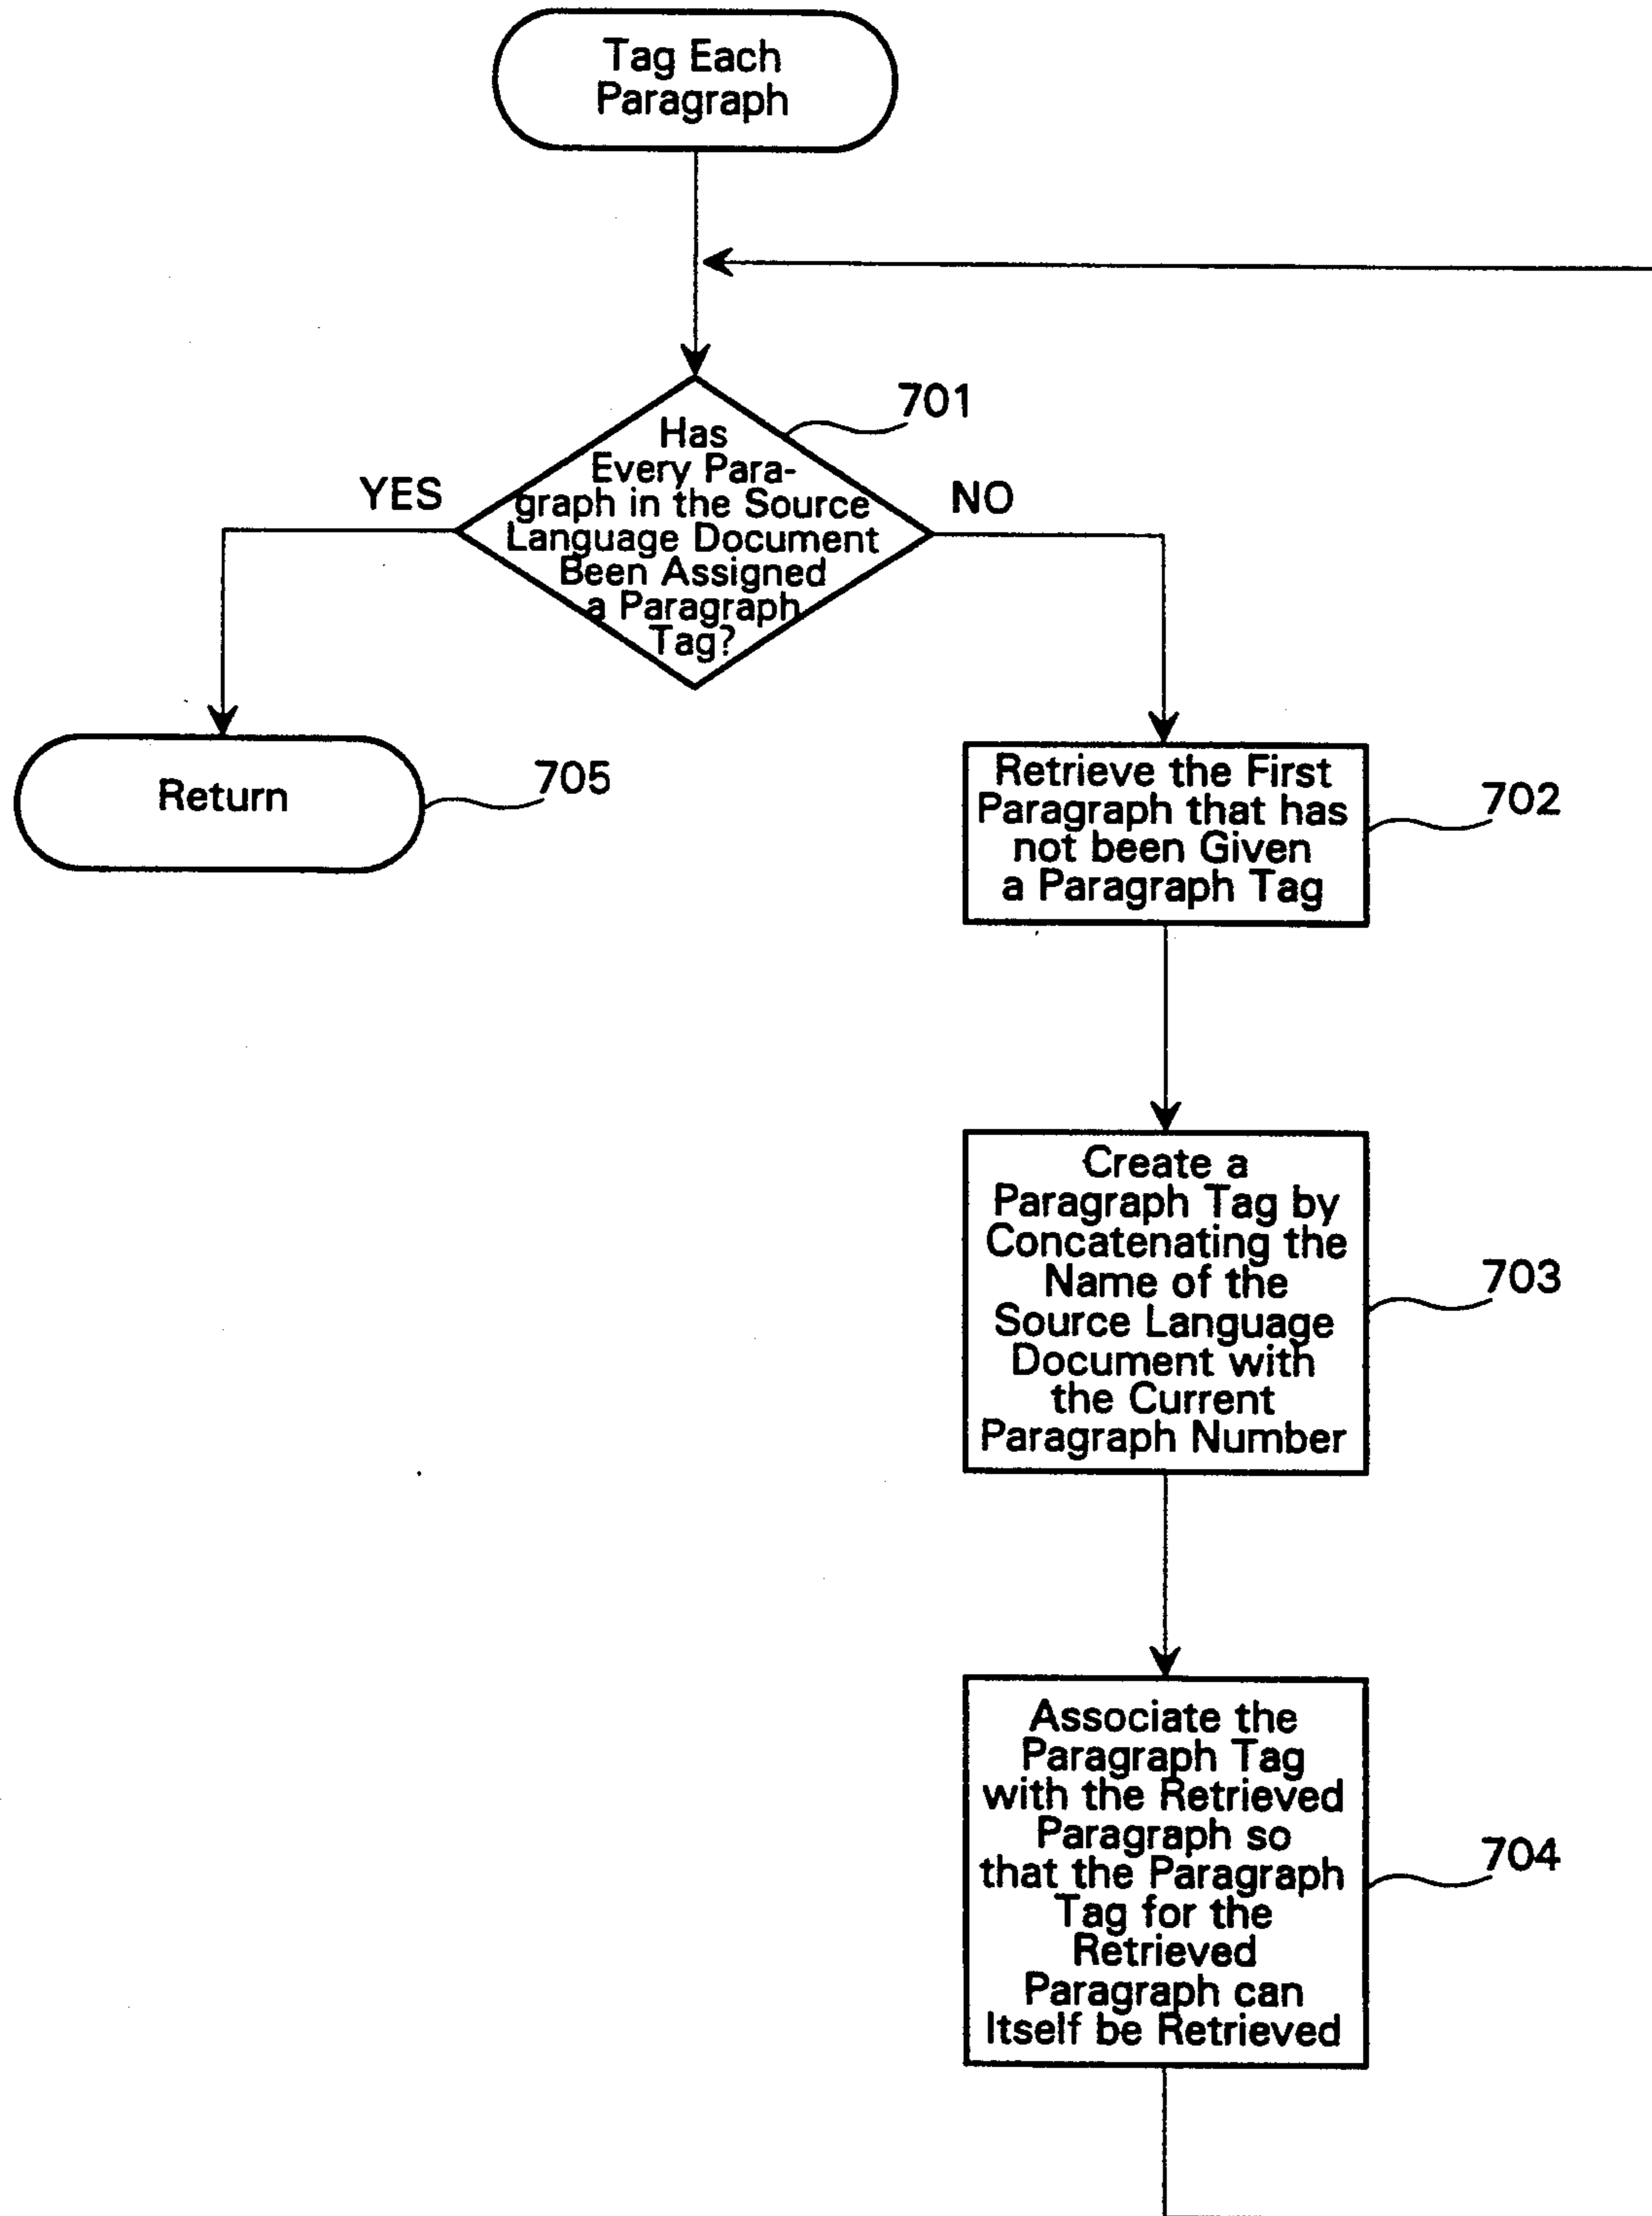 Tag Each
Paragraph
701
Has
Every Para-
graph in the Source
Language Document
Been Assigned
a Paragraph
Tag?
YES
NO
Return
705
Retrieve the First
Paragraph that has
not been Given
a Paragraph Tag
702
Create a
Paragraph Tag by
Concatenating the
Name of the
Source Language
Document with
the Current
Paragraph Number
703
Associate the
Paragraph Tag
with the Retrieved
Paragraph so
that the Paragraph
Tag for the
Retrieved
Paragraph can
Itself be Retrieved
704